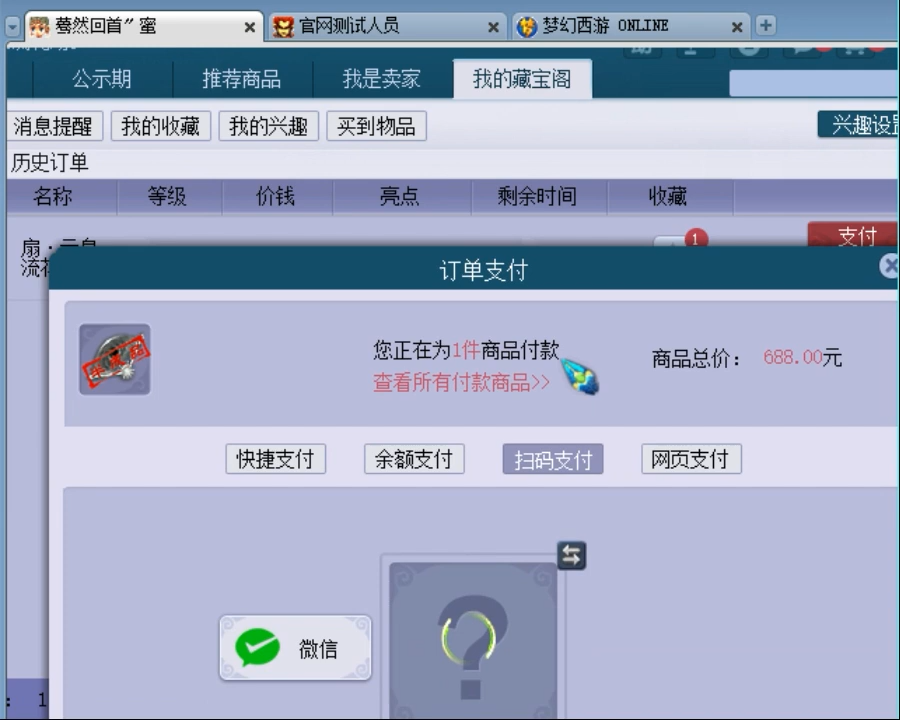 蓦然回首″蜜
官网测试人员
梦幻西游 ONLINE
公示期
推荐商品
我是卖家
我的藏宝阁
消息提醒
我的收藏
我的兴趣
买到物品
历史订单
名称
等级
价钱
亮点
剩余时间
收藏
1
支付
订单支付
您正在为1件商品付款
查看所有付款商品>>
商品总价：
688.00元
快捷支付
余额支付
扫码支付
网页支付
微信
1